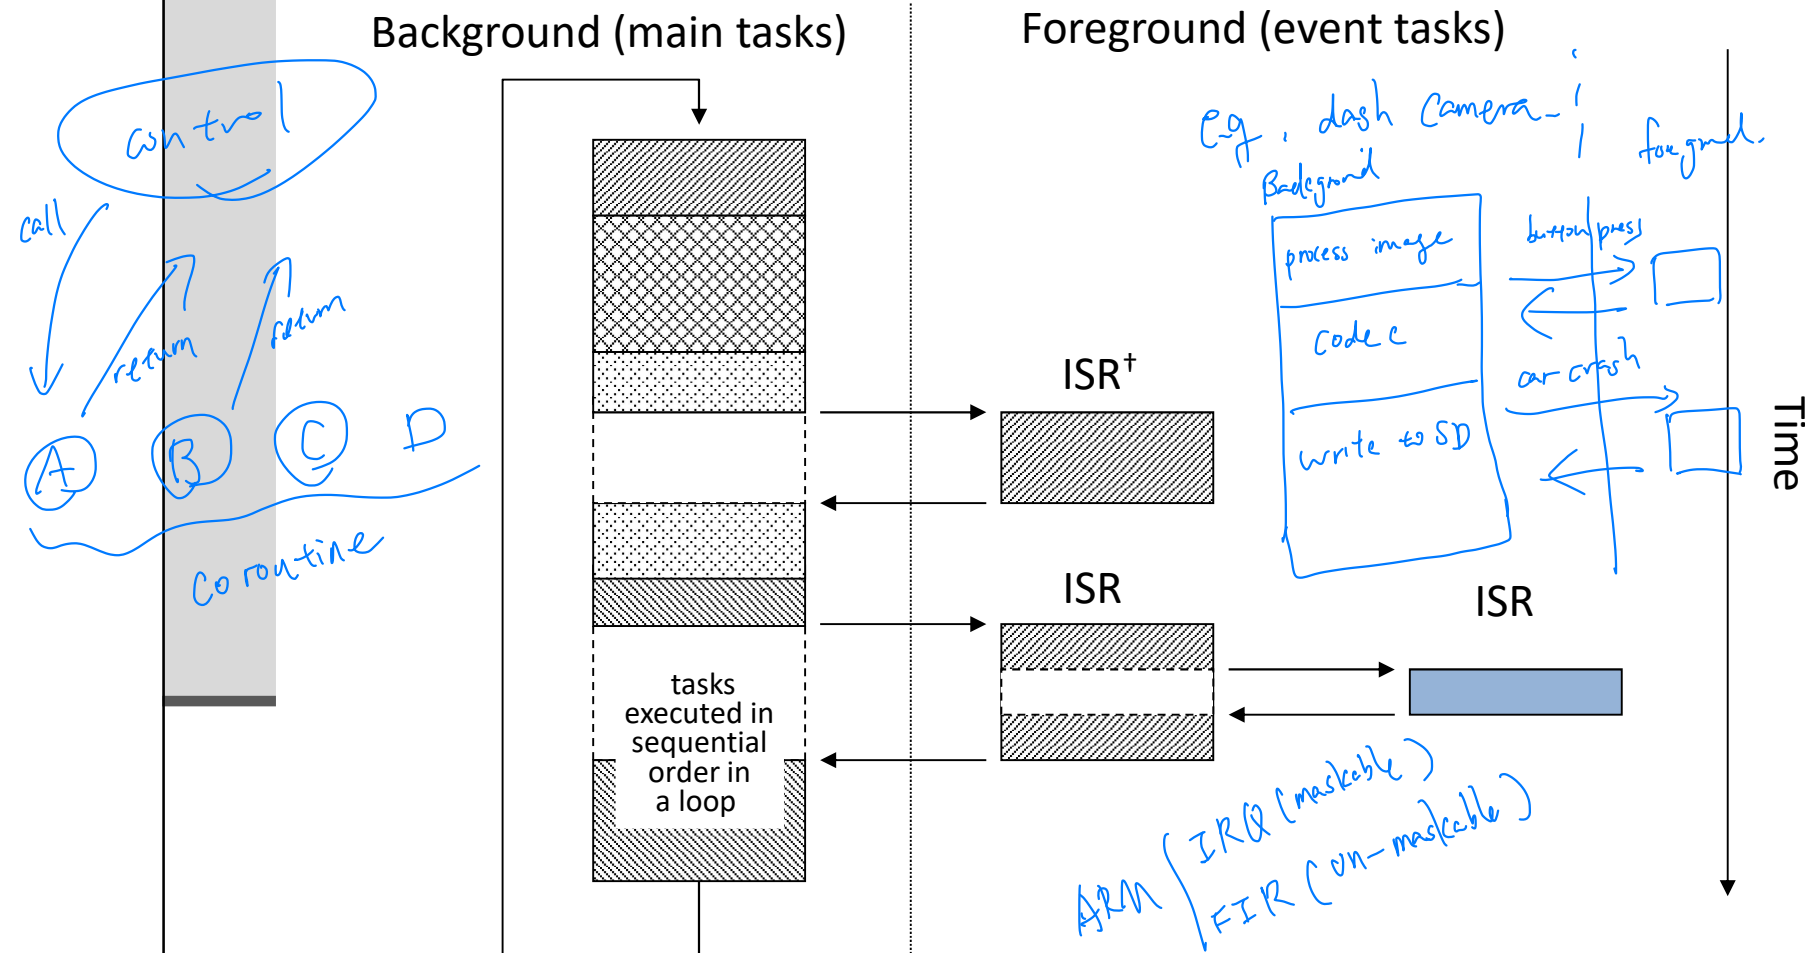 Background (main tasks)
Foreground (event tasks)
control
call
return
return
A B C D
coroutine
e.g. dash camera
Background
foregrnd.
process image
button press
codec
car crash
write to SD
ISR†
ISR
ISR
tasks
executed in
sequential
order in
a loop
Time
ARM
IRQ (maskable)
FIR (un-maskable)